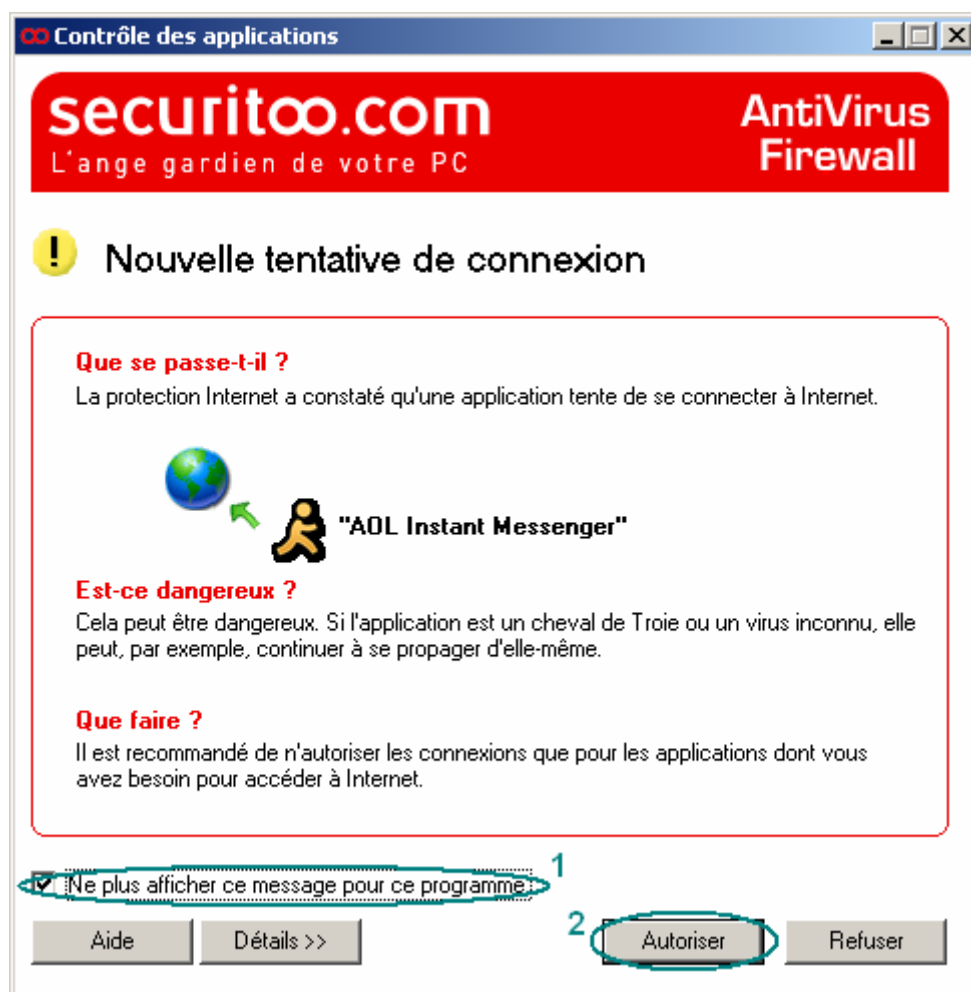 Contrôle des applications
securitoo.com
L'ange gardien de votre PC
AntiVirus
Firewall
! Nouvelle tentative de connexion
Que se passe-t-il ?
La protection Internet a constaté qu'une application tente de se connecter à Internet.
"AOL Instant Messenger"
Est-ce dangereux ?
Cela peut être dangereux. Si l'application est un cheval de Troie ou un virus inconnu, elle
peut, par exemple, continuer à se propager d'elle-même.
Que faire ?
Il est recommandé de n'autoriser les connexions que pour les applications dont vous
avez besoin pour accéder à Internet.
Ne plus afficher ce message pour ce programme. 1
Aide
Détails >>
2
Autoriser
Refuser